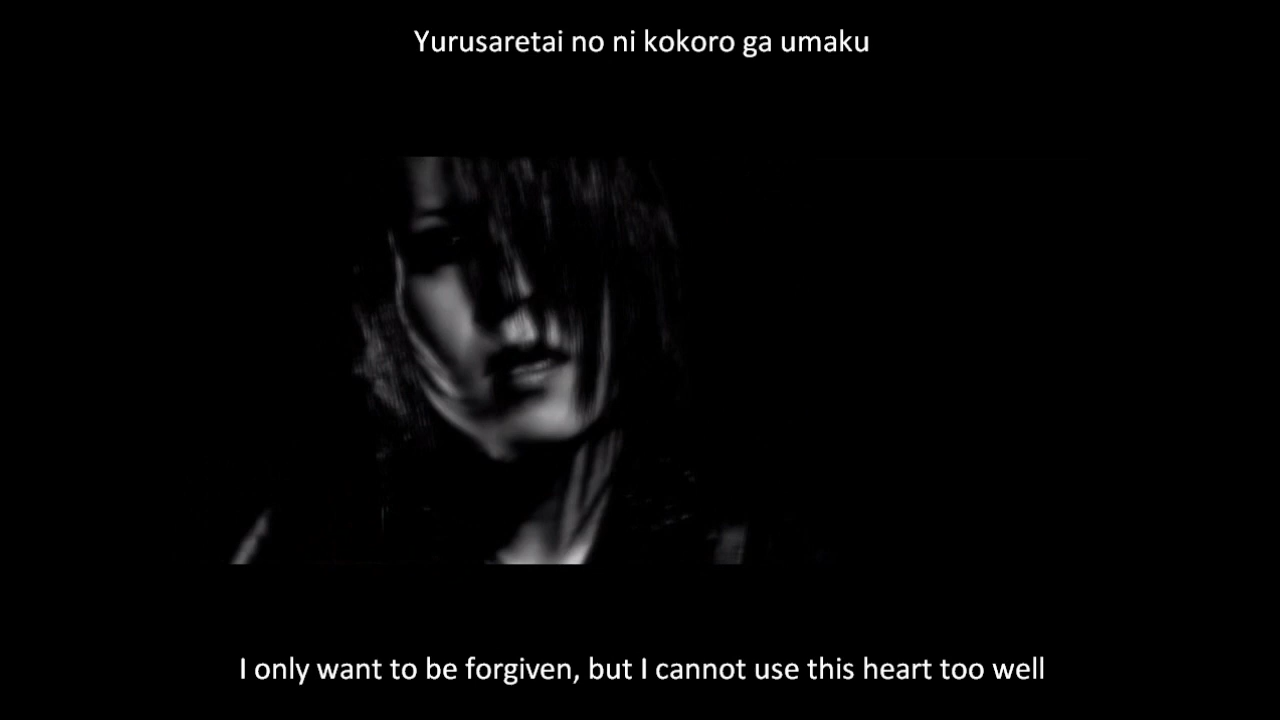 Yurusaretai no ni kokoro ga umaku
I only want to be forgiven, but I cannot use this heart too well